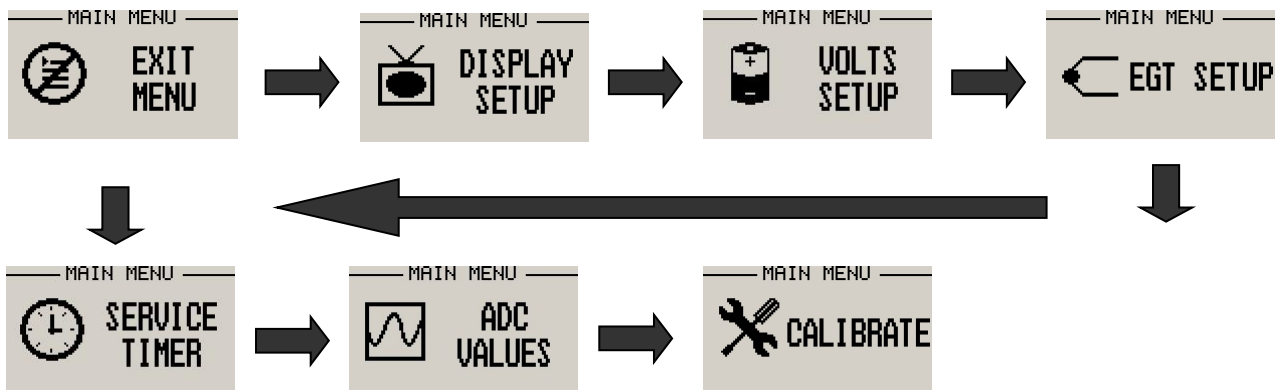 MAIN MENU
EXIT
MENU
MAIN MENU
DISPLAY
SETUP
MAIN MENU
+
VOLTS
SETUP
MAIN MENU
EGT SETUP
MAIN MENU
SERVICE
TIMER
MAIN MENU
ADC
VALUES
MAIN MENU
CALIBRATE